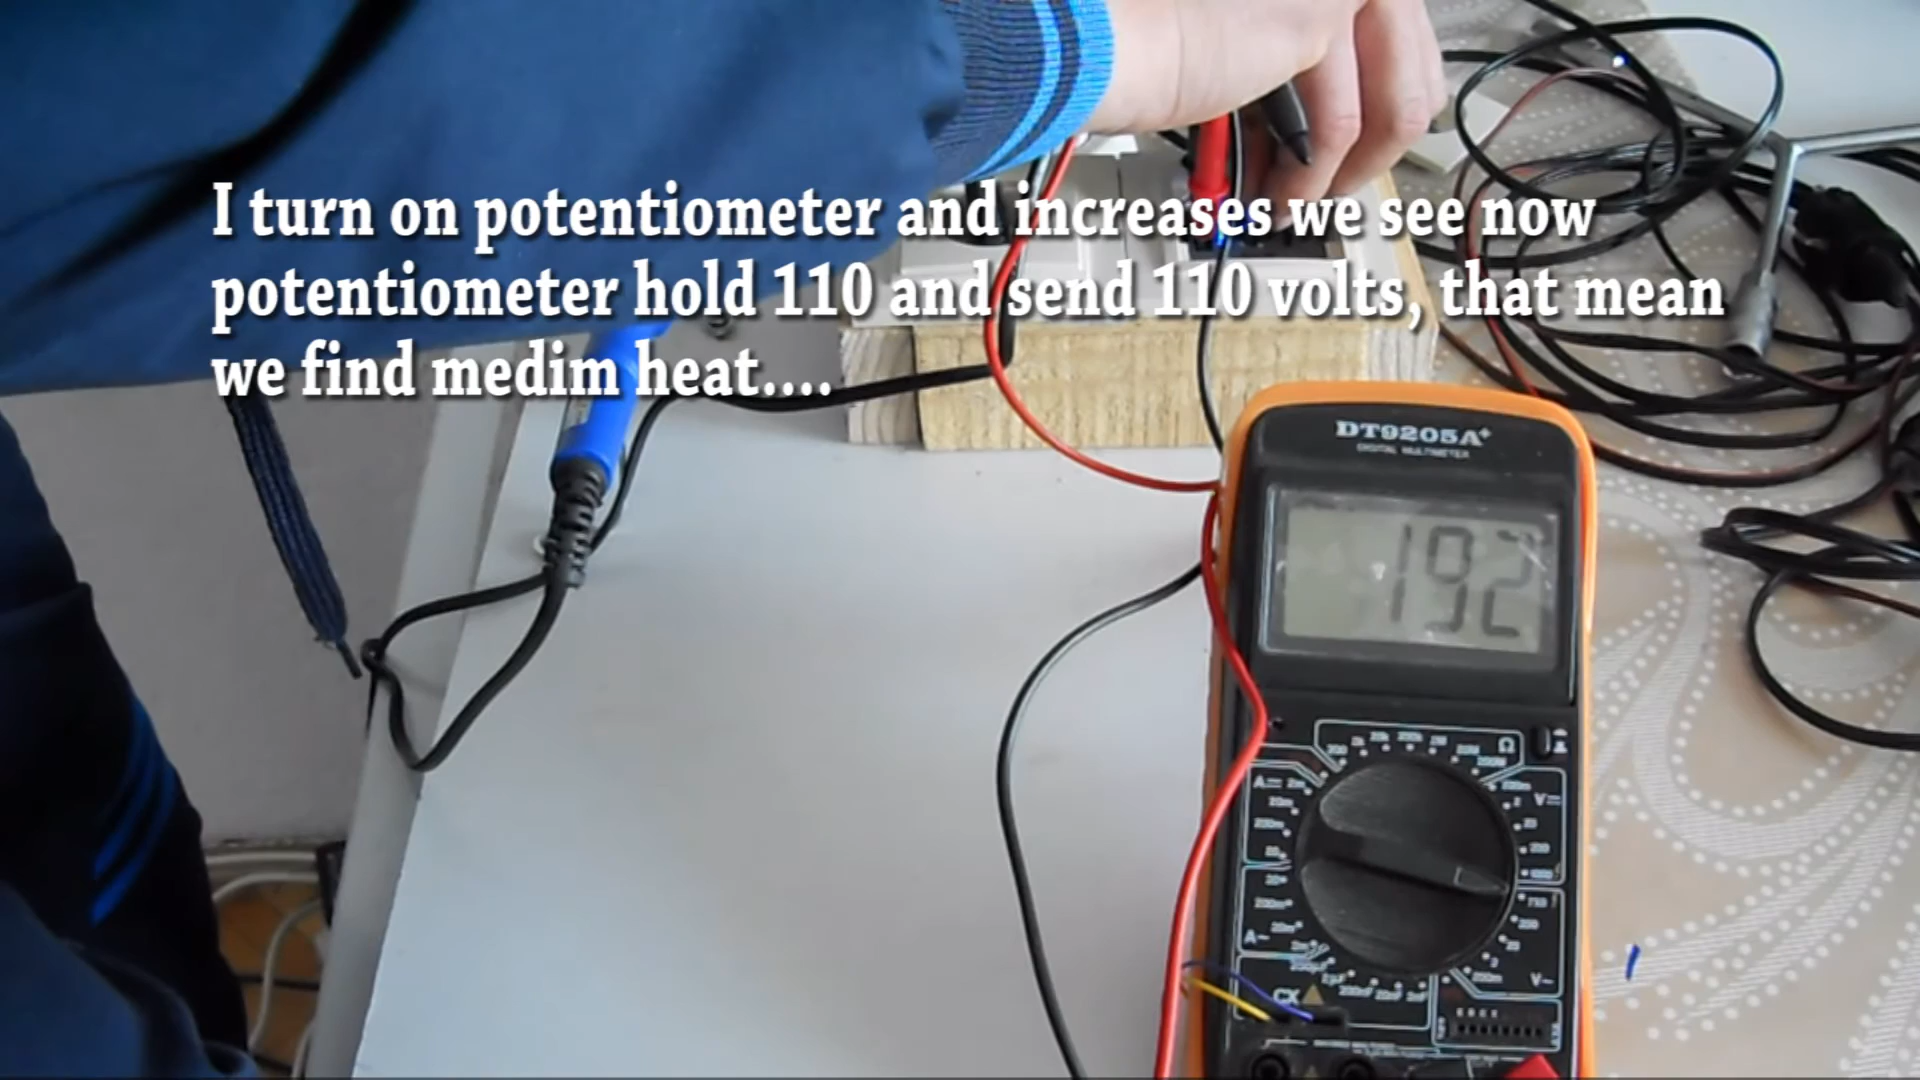 I turn on potentiometer and increases we see now
potentiometer hold 110 and send 110 volts, that mean
we find medim heat....
DT9205A+
DIGITAL MULTIMETER
192
Ω
A
V
A~
V~
CX